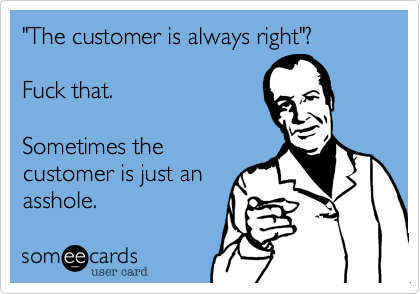 "The customer is always right"?
Fuck that.
Sometimes the
customer is just an
asshole.
someecards
user card